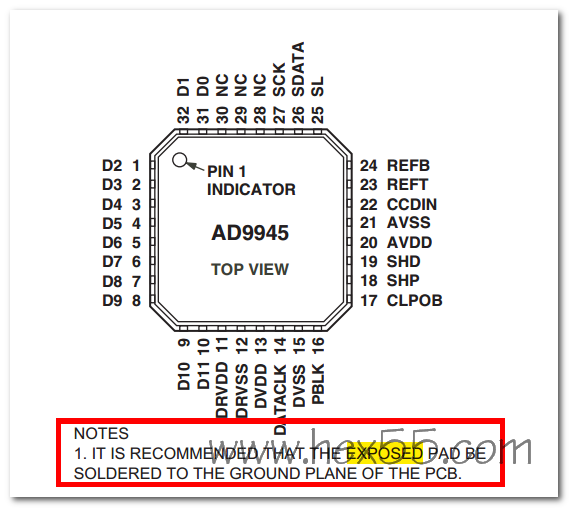 32 D1
31 D0
30 NC
29 NC
28 NC
27 SCK
26 SDATA
25 SL
D2 1
D3 2
D4 3
D5 4
D6 5
D7 6
D8 7
D9 8
PIN 1
INDICATOR
AD9945
TOP VIEW
24 REFB
23 REFT
22 CCDIN
21 AVSS
20 AVDD
19 SHD
18 SHP
17 CLPOB
D10 9
D11 10
DRVDD 11
DRVSS 12
DVDD 13
DATACLK 14
DVSS 15
PBLK 16
NOTES
1. IT IS RECOMMENDED THAT THE EXPOSED PAD BE
SOLDERED TO THE GROUND PLANE OF THE PCB.
www.hex55.com